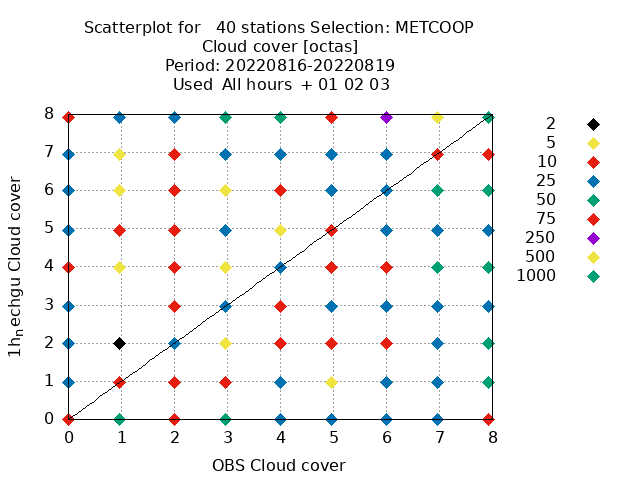 Scatterplot for   40 stations Selection: METCOOP
Cloud cover [octas]
Period: 20220816-20220819
Used  All hours  + 01 02 03
8
7
6
5
4
3
2
1
0
1h_nechgu Cloud cover
0 1 2 3 4 5 6 7 8
OBS Cloud cover
2
5
10
25
50
75
250
500
1000